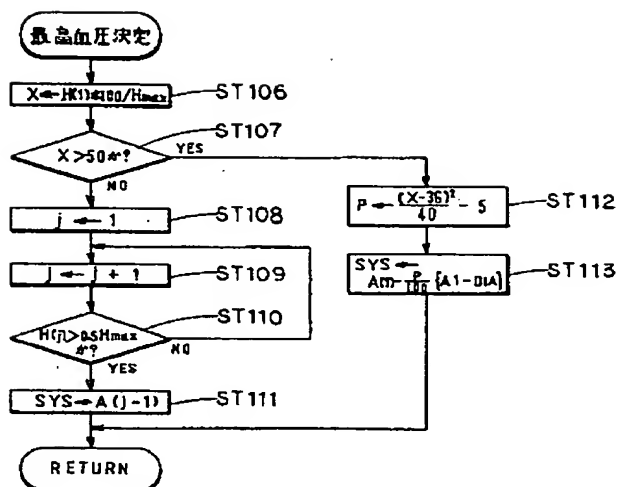 最高血圧決定
X←H(1)*100/Hmax
ST106
ST107
X>50か?
YES
NO
j ← 1
ST108
P ← (X-36)²/40 - 5
ST112
j ← j + 1
ST109
SYS ←
A(1)-P/100{A1-DIA}
ST113
H(j)>0.5Hmax
か?
ST110
NO
YES
SYS←A(j-1)
ST111
RETURN